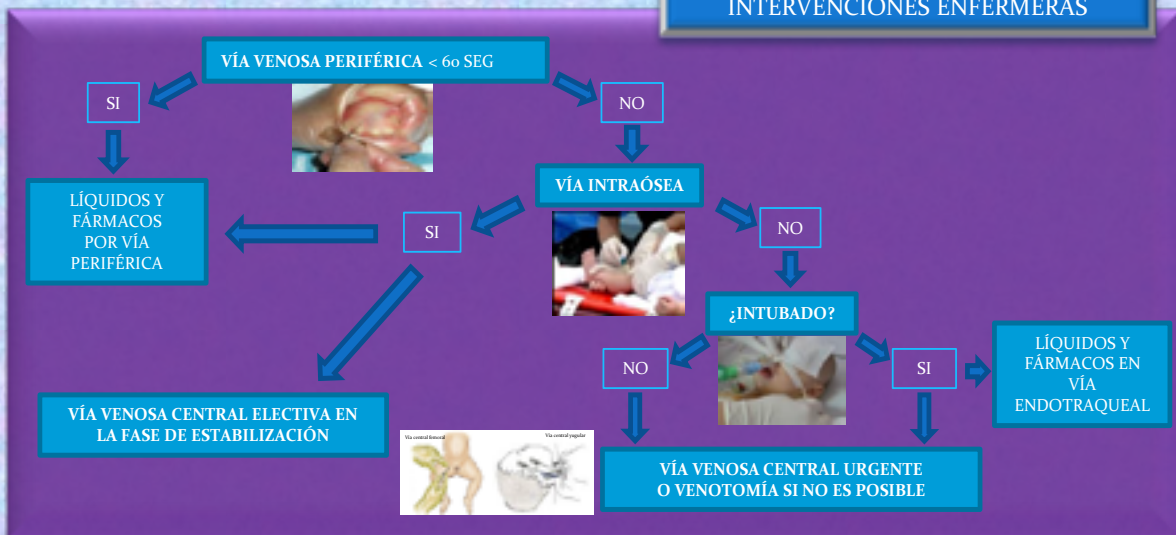 INTERVENCIONES ENFERMERAS
VÍA VENOSA PERIFÉRICA < 60 SEG
SI
NO
LÍQUIDOS Y
FÁRMACOS
POR VÍA
PERIFÉRICA
VÍA INTRAÓSEA
SI
NO
¿INTUBADO?
NO
SI
LÍQUIDOS Y
FÁRMACOS EN
VÍA
ENDOTRAQUEAL
VÍA VENOSA CENTRAL ELECTIVA EN
LA FASE DE ESTABILIZACIÓN
Vía central femoral
Vía central yugular
VÍA VENOSA CENTRAL URGENTE
O VENOTOMÍA SI NO ES POSIBLE